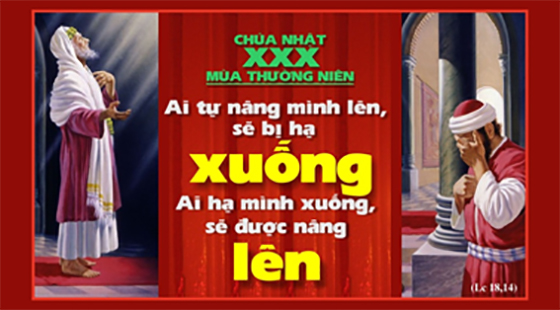 CHÚA NHẬT
XXX
MÙA THƯỜNG NIÊN
Ai tự nâng mình lên,
sẽ bị hạ
xuống
Ai hạ mình xuống,
sẽ được nâng
lên
(Lc 18,14)